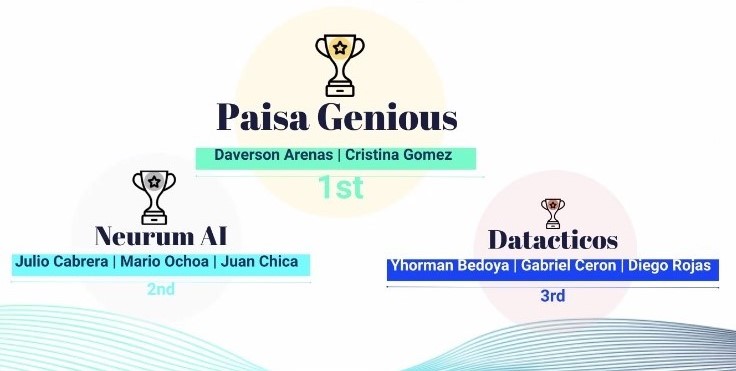 Paisa Genious
Daverson Arenas | Cristina Gomez
1st
Neurum AI
Julio Cabrera | Mario Ochoa | Juan Chica
2nd
Datacticos
Yhorman Bedoya | Gabriel Ceron | Diego Rojas
3rd